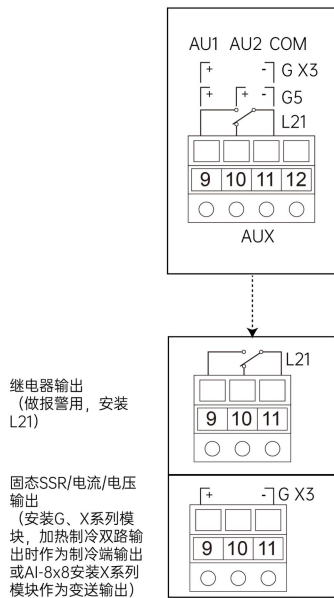 AU1 AU2 COM
+ - G X3
+ + - G5
L21
9 10 11 12
AUX
L21
9 10 11
继电器输出
（做报警用，安装
L21）
+ - G X3
9 10 11
固态SSR/电流/电压
输出
（安装G、X系列模
块，加热制冷双路输
出时作为制冷端输出
或AI-8x8安装X系列
模块作为变送输出）